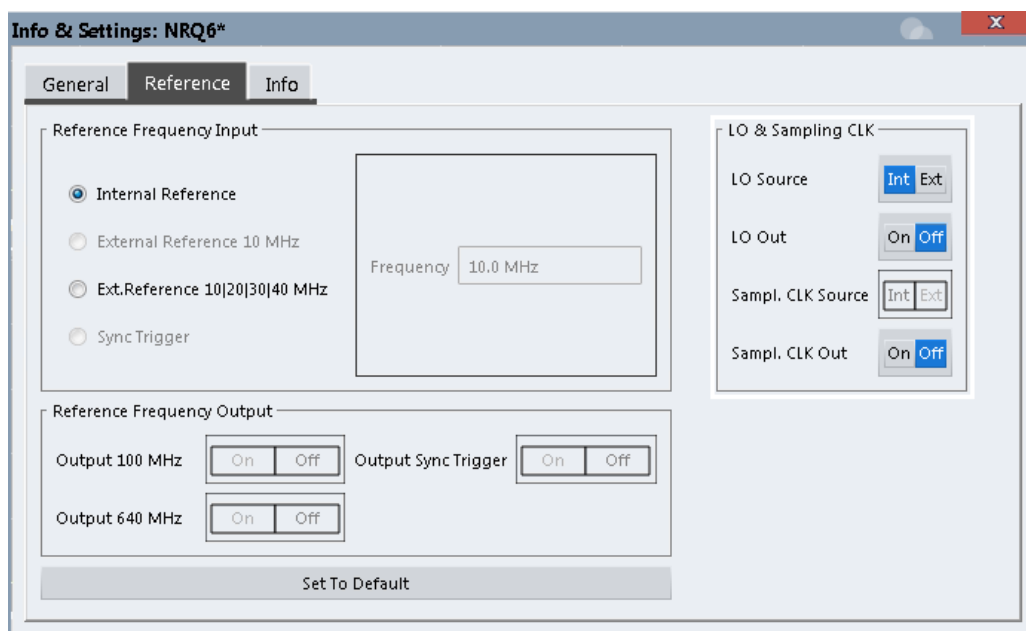 Info & Settings: NRQ6*
X
General Reference Info
Reference Frequency Input
Internal Reference
External Reference 10 MHz
Ext.Reference 10|20|30|40 MHz
Sync Trigger
Frequency 10.0 MHz
LO & Sampling CLK
LO Source Int Ext
LO Out On Off
Sampl. CLK Source Int Ext
Sampl. CLK Out On Off
Reference Frequency Output
Output 100 MHz On Off Output Sync Trigger On Off
Output 640 MHz On Off
Set To Default